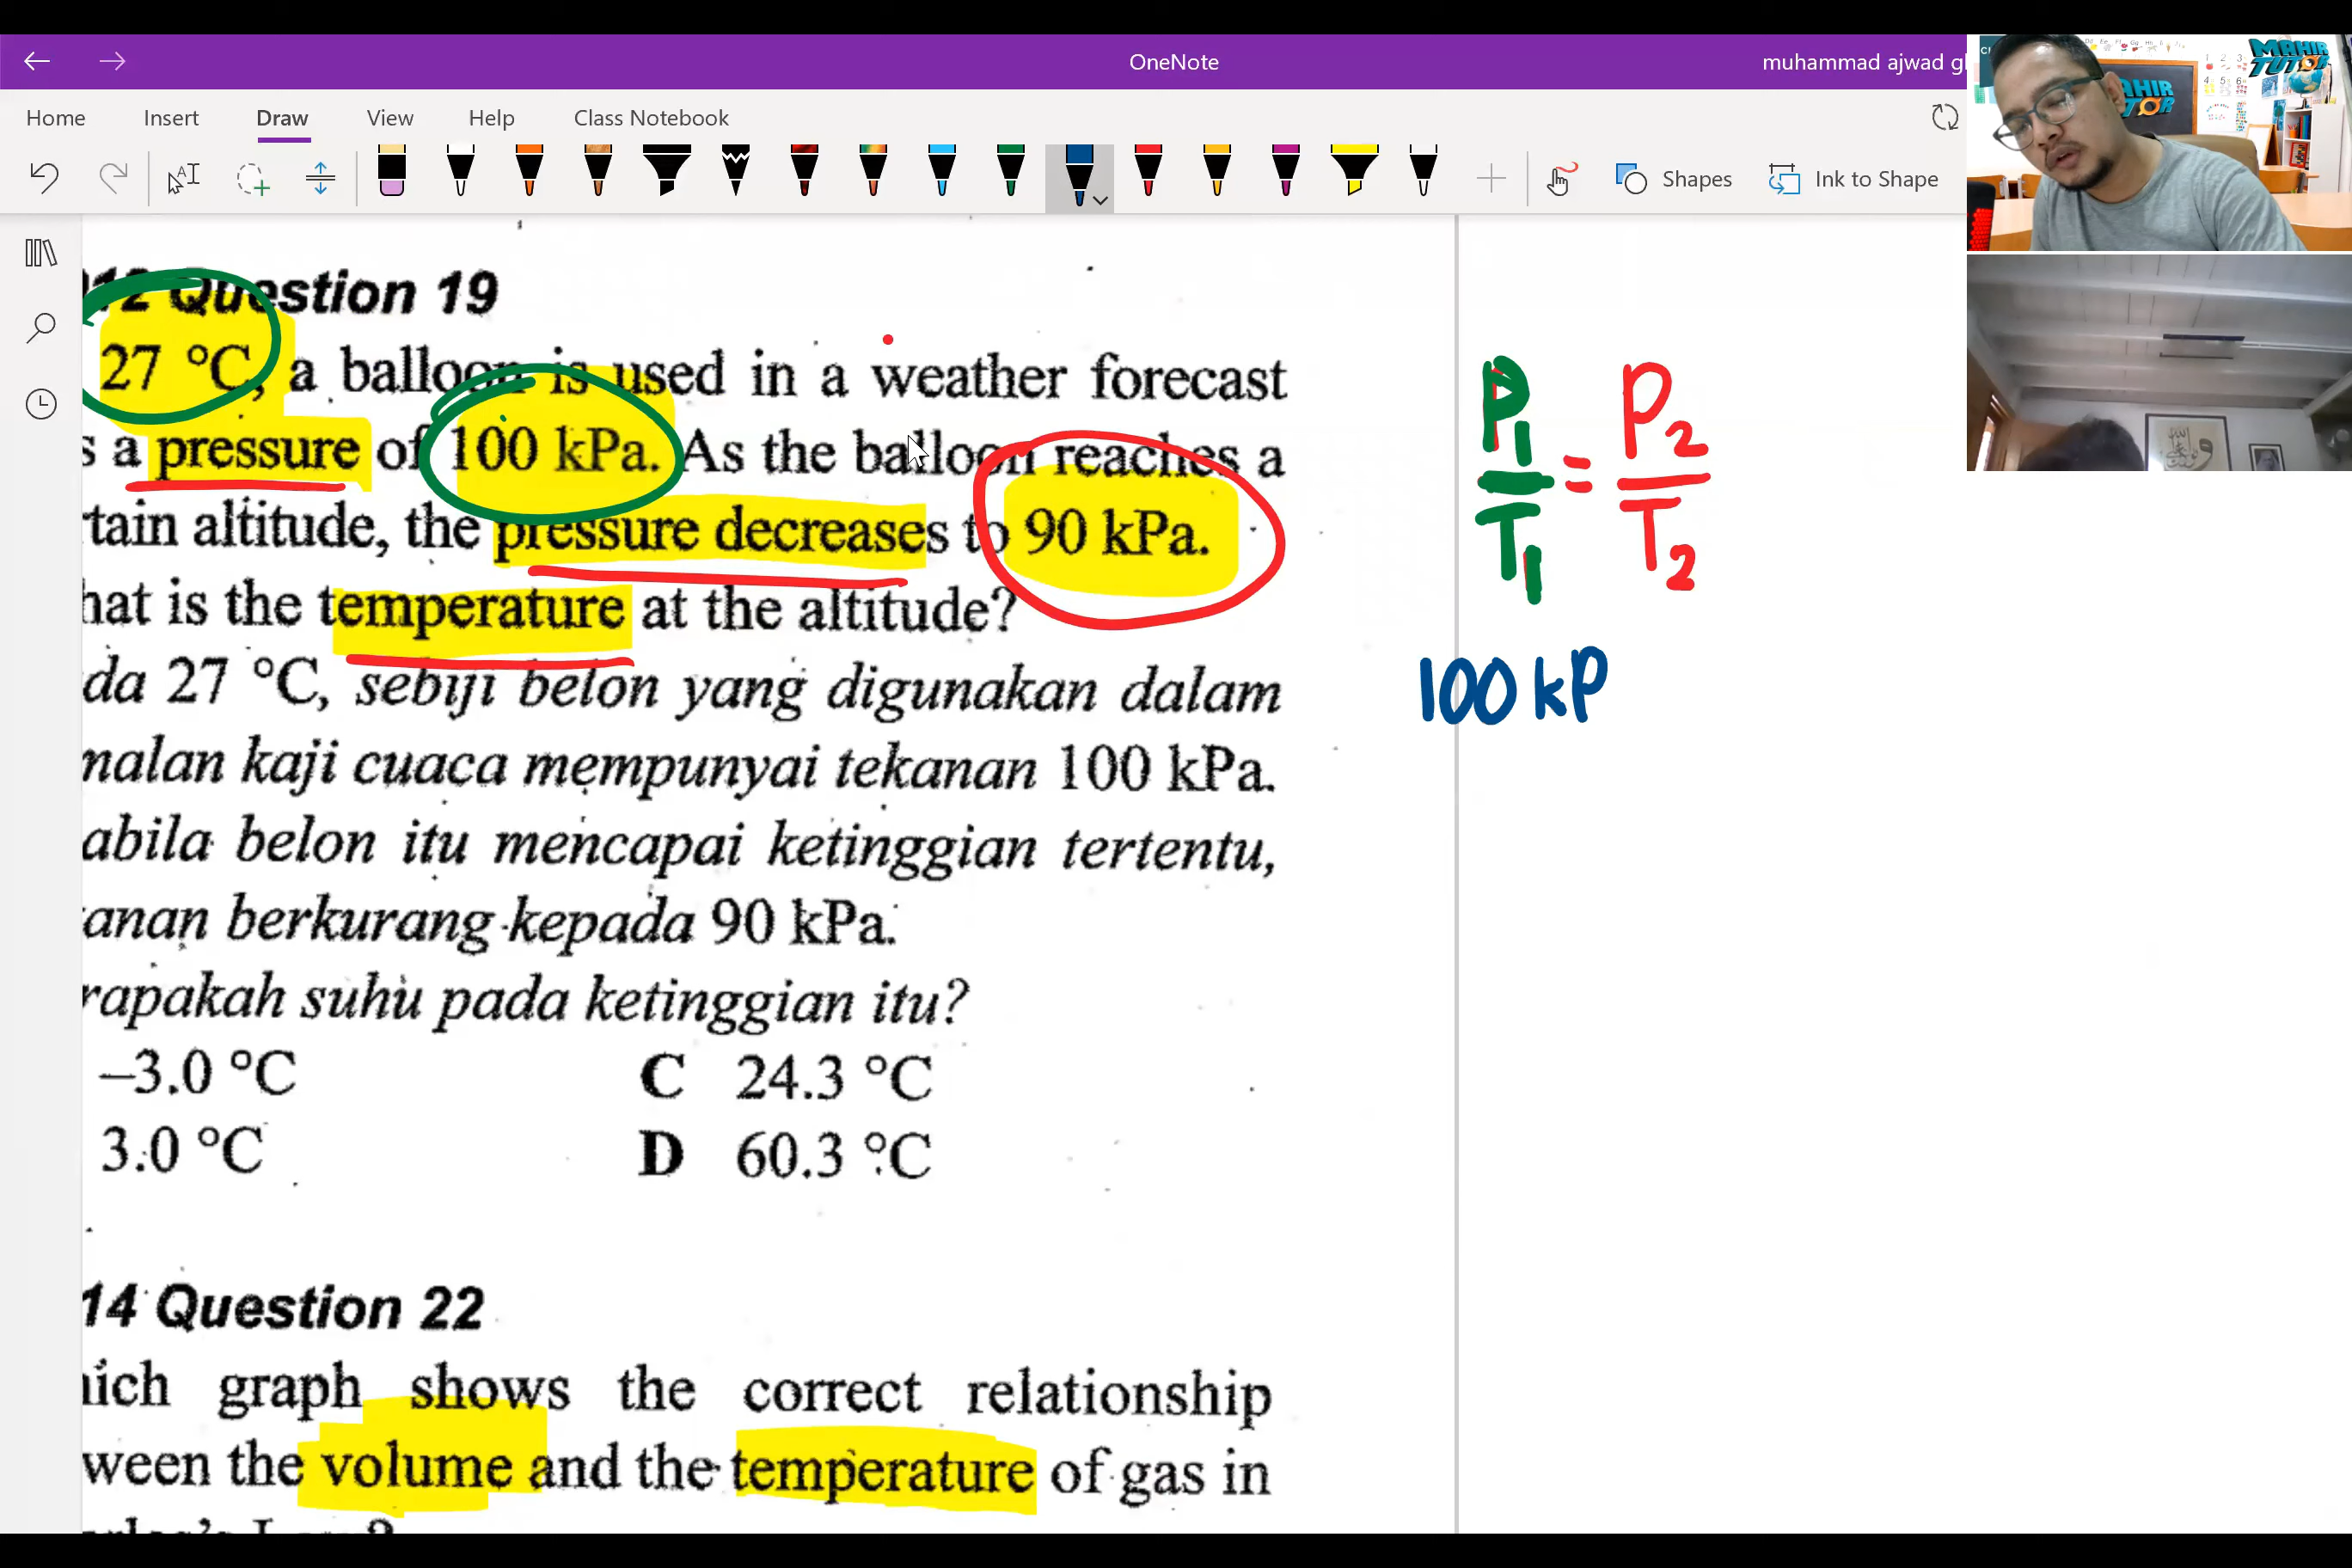 OneNote
muhammad ajwad gl
Home Insert Draw View Help Class Notebook
Shapes Ink to Shape
MAHIR
TUTOR
12 Question 19
27 °C, a balloon is used in a weather forecast
s a pressure of 100 kPa. As the balloon reaches a
tain altitude, the pressure decreases to 90 kPa.
hat is the temperature at the altitude?
da 27 °C, sebiji belon yang digunakan dalam
malan kaji cuaca mempunyai tekanan 100 kPa.
abila belon itu mencapai ketinggian tertentu,
anan berkurang kepada 90 kPa.
rapakah suhu pada ketinggian itu?
–3.0 °C C 24.3 °C
3.0 °C D 60.3 °C
14 Question 22
ich graph shows the correct relationship
ween the volume and the temperature of gas in
P1 = P2
T1 T2
100 kP